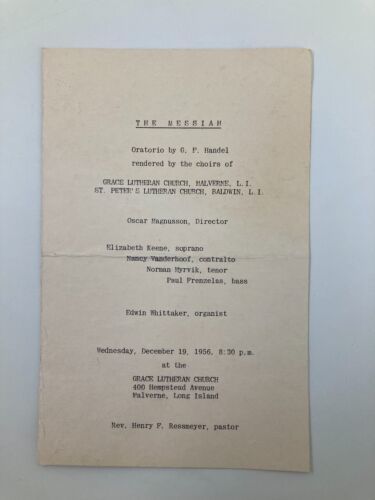 THE MESSIAH
Oratorio by G. F. Handel
rendered by the choirs of
GRACE LUTHERAN CHURCH, MALVERNE, L. I.
ST. PETER'S LUTHERAN CHURCH, BALDWIN, L. I.
Oscar Magnusson, Director
Elizabeth Keene, soprano
Nancy Vanderhoof, contralto
Norman Myrvik, tenor
Paul Frenzelas, bass
Edwin Whittaker, organist
Wednesday, December 19, 1956, 8:30 p.m.
at the
GRACE LUTHERAN CHURCH
400 Hempstead Avenue
Malverne, Long Island
Rev. Henry F. Ressmeyer, pastor